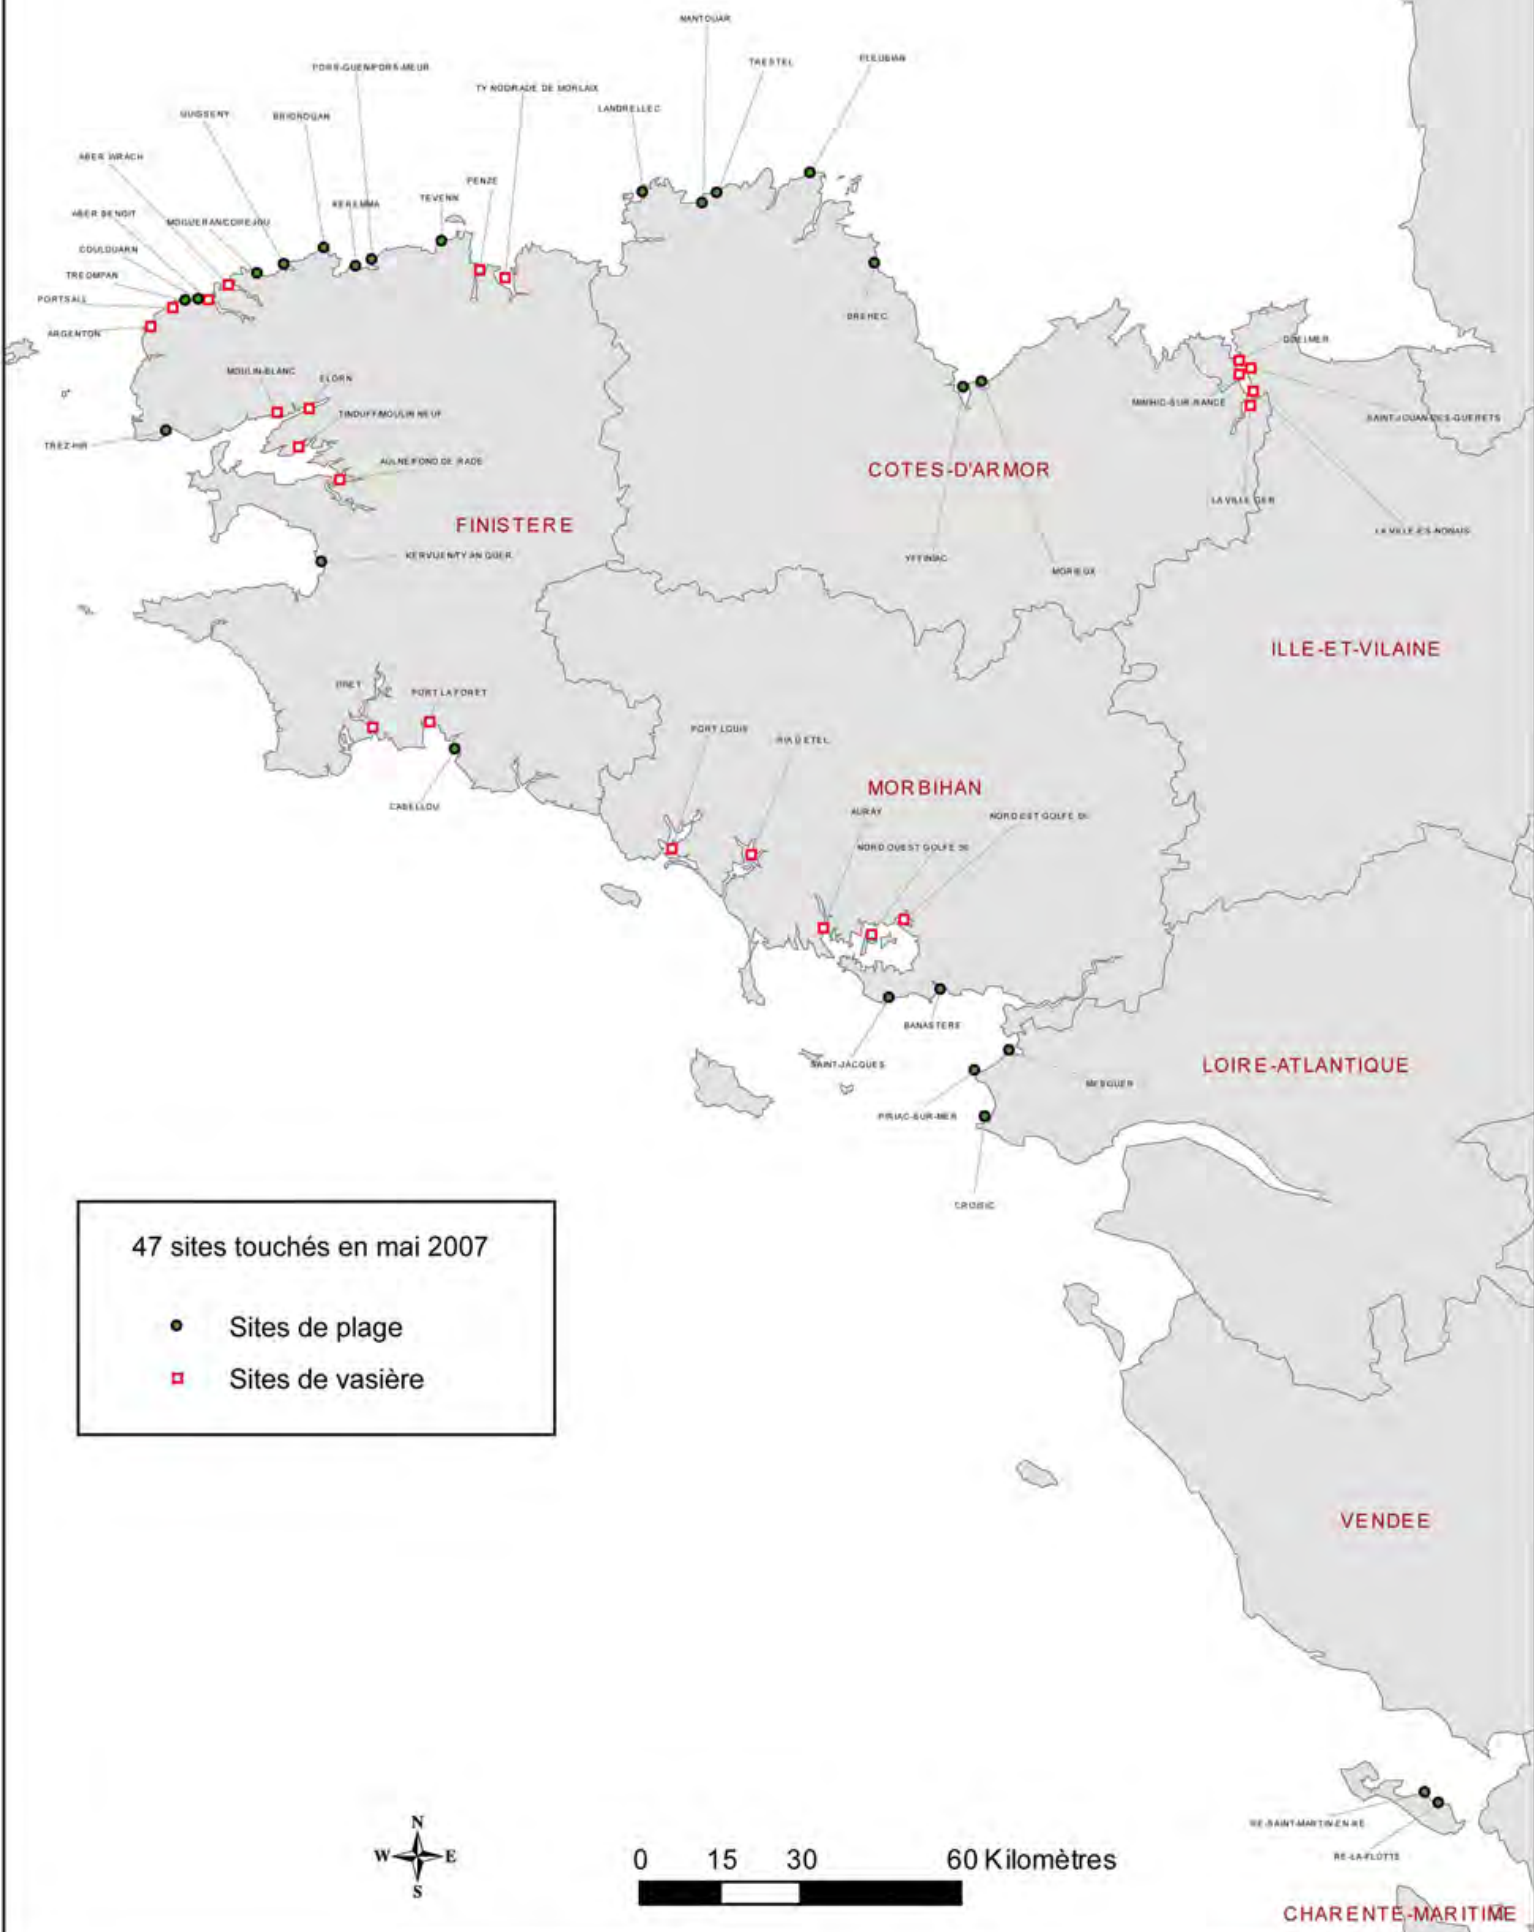 NANTOUAR
TRESTEL
PLEUBIAN
PORS-GUEN/PORS-MEUR
TY NOD/RADE DE MORLAIX
LANDRELLEC
GUISSENY
BRIGNOGAN
ABER WRACH
PENZE
TEVENN
KEREMMA
ABER BENOIT
MOGUERAN/COREJOU
COULOUARN
TREOMPAN
PORTSALL
ARGENTON
BREHEC
QUELMER
MOULIN-BLANC
ELORN
TINDUFF/MOULIN NEUF
MINIHIC-SUR-RANCE
SAINT-JOUAN-DES-GUERETS
TREZ-HIR
AULNE/FOND DE RADE
COTES-D'ARMOR
LA VILLE GER
FINISTERE
LA VILLE-ES-NONAIS
KERVIJEN/TY AN QUER
YFFINIAC
MORIEUX
ILLE-ET-VILAINE
PORT LA FORET
PORT LOUIS
RIA D ETEL
MORBIHAN
CABELLOU
AURAY
NORD EST GOLFE 56
NORD OUEST GOLFE 56
BANASTERE
SAINT-JACQUES
LOIRE-ATLANTIQUE
MESQUER
PIRIAC-SUR-MER
CROISIC
47 sites touchés en mai 2007
Sites de plage
Sites de vasière
VENDEE
N
W E
S
0 15 30 60 Kilomètres
RE-SAINT-MARTIN-EN-RE
RE-LA-FLOTTE
CHARENTE-MARITIME